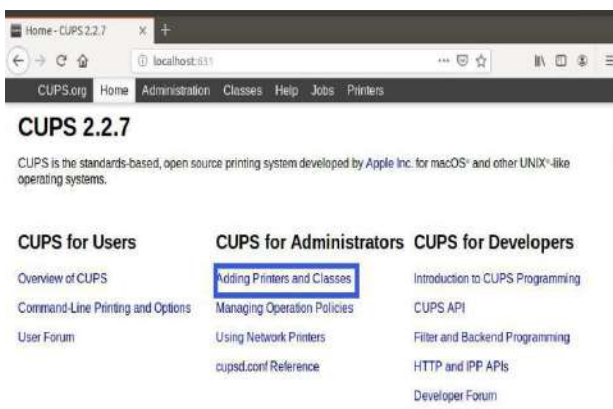 Home - CUPS 2.2.7
localhost:631
CUPS.org Home Administration Classes Help Jobs Printers
CUPS 2.2.7
CUPS is the standards-based, open source printing system developed by Apple Inc. for macOS® and other UNIX®-like
operating systems.
CUPS for Users
Overview of CUPS
Command-Line Printing and Options
User Forum
CUPS for Administrators
Adding Printers and Classes
Managing Operation Policies
Using Network Printers
cupsd.conf Reference
CUPS for Developers
Introduction to CUPS Programming
CUPS API
Filter and Backend Programming
HTTP and IPP APIs
Developer Forum